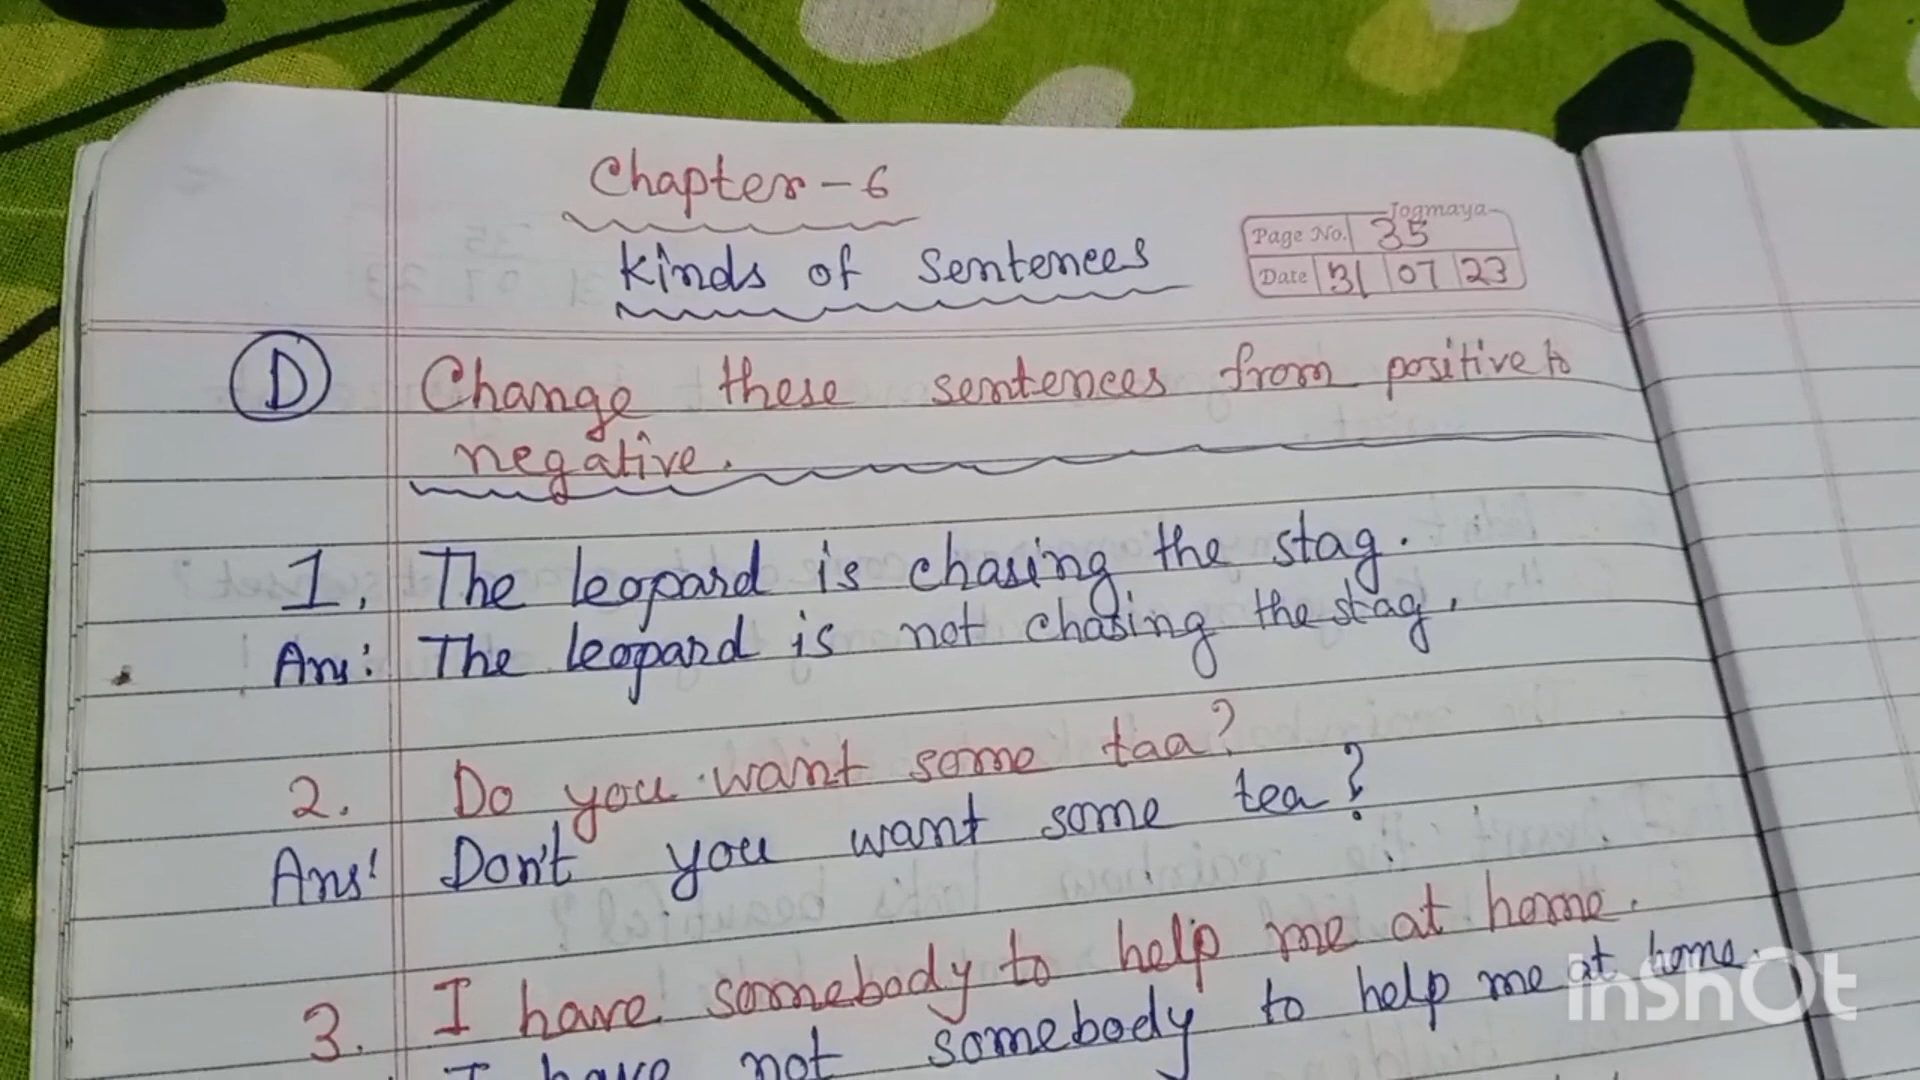 Chapter - 6
Kinds of Sentences
Jogmaya
Page No. 35
Date 31 07 23
D Change these sentences from positive to
negative.
1. The leopard is chasing the stag.
Ans: The leopard is not chasing the stag.
2. Do you want some taa?
Ans: Don't you want some tea?
3. I have somebody to help me at home.
I have not somebody to help me at home.
InShOt